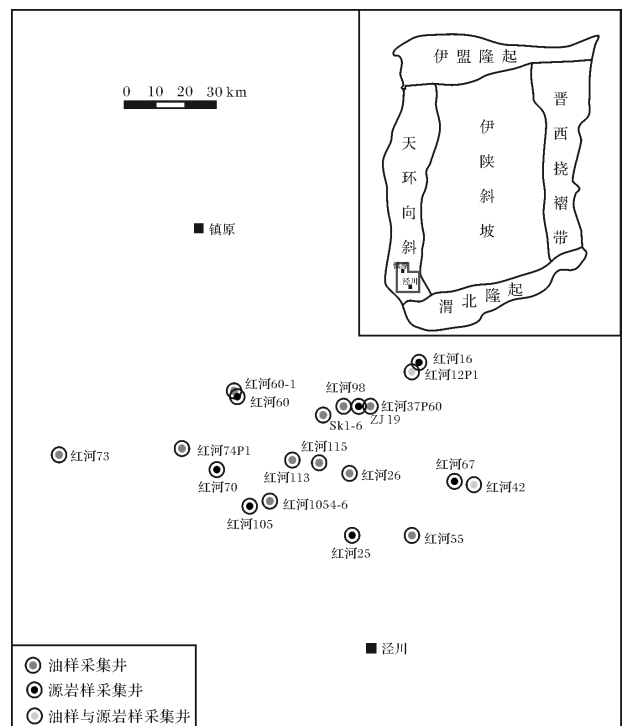 伊盟隆起
晋西挠褶带
伊陕斜坡
天环向斜
镇原
泾川
渭北隆起
0 10 20 30 km
镇原
红河16
红河12P1
红河60-1
红河60
红河98
红河37P60
Sk1-6
ZJ 19
红河73
红河74P1
红河115
红河113
红河26
红河70
红河67
红河42
红河1054-6
红河105
红河25
红河55
泾川
油样采集井
源岩样采集井
油样与源岩样采集井